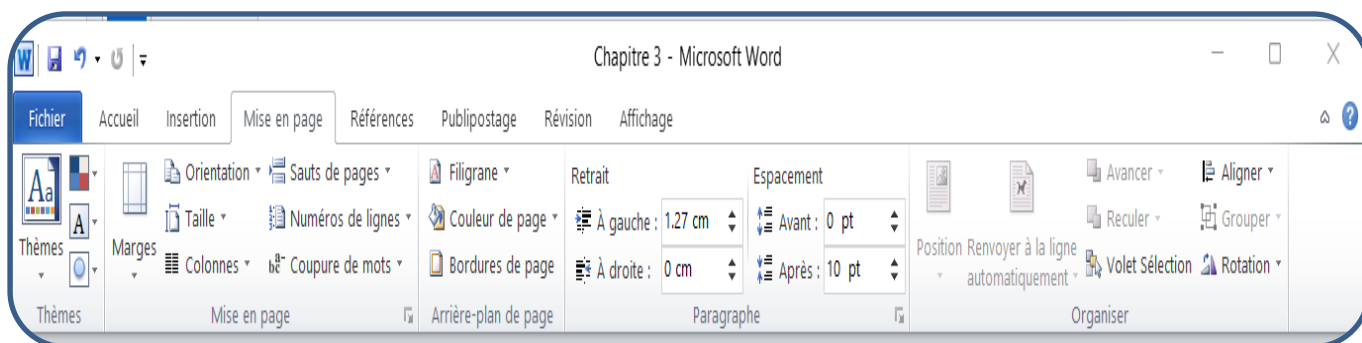 Chapitre 3 - Microsoft Word
Fichier Accueil Insertion Mise en page Références Publipostage Révision Affichage
Aa
A
Thèmes
Thèmes
Marges
Orientation
Taille
Colonnes
Sauts de pages
Numéros de lignes
Coupure de mots
Mise en page
Filigrane
Couleur de page
Bordures de page
Arrière-plan de page
Retrait
À gauche : 1,27 cm
À droite : 0 cm
Espacement
Avant : 0 pt
Après : 10 pt
Paragraphe
Position
Renvoyer à la ligne
automatiquement
Avancer
Reculer
Volet Sélection
Aligner
Grouper
Rotation
Organiser